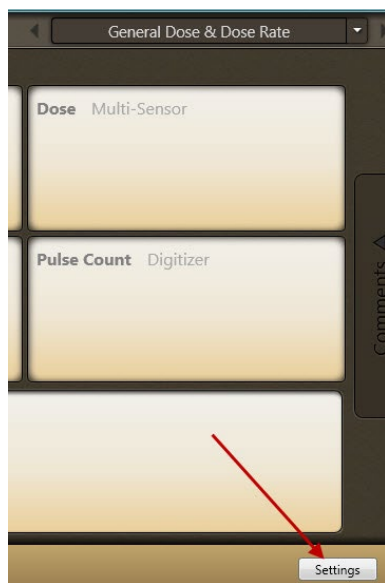 General Dose & Dose Rate
Dose Multi-Sensor
Pulse Count Digitizer
Comments
Settings